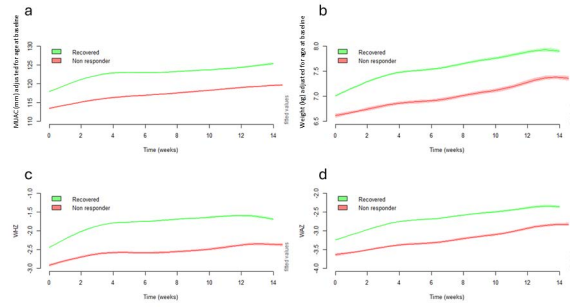 a
MUAC (mm) adjusted for age at baseline
110 115 120 125 130
Recovered
Non responder
0 2 4 6 8 10 12 14
Time (weeks)
fitted values
b
Weight (kg) adjusted for age at baseline
6.5 7.0 7.5 8.0
Recovered
Non responder
0 2 4 6 8 10 12 14
Time (weeks)
c
WHZ
-3.0 -2.5 -2.0 -1.5 -1.0
Recovered
Non responder
0 2 4 6 8 10 12 14
Time (weeks)
fitted values
d
WAZ
-4.0 -3.5 -3.0 -2.5 -2.0
Recovered
Non responder
0 2 4 6 8 10 12 14
Time (weeks)